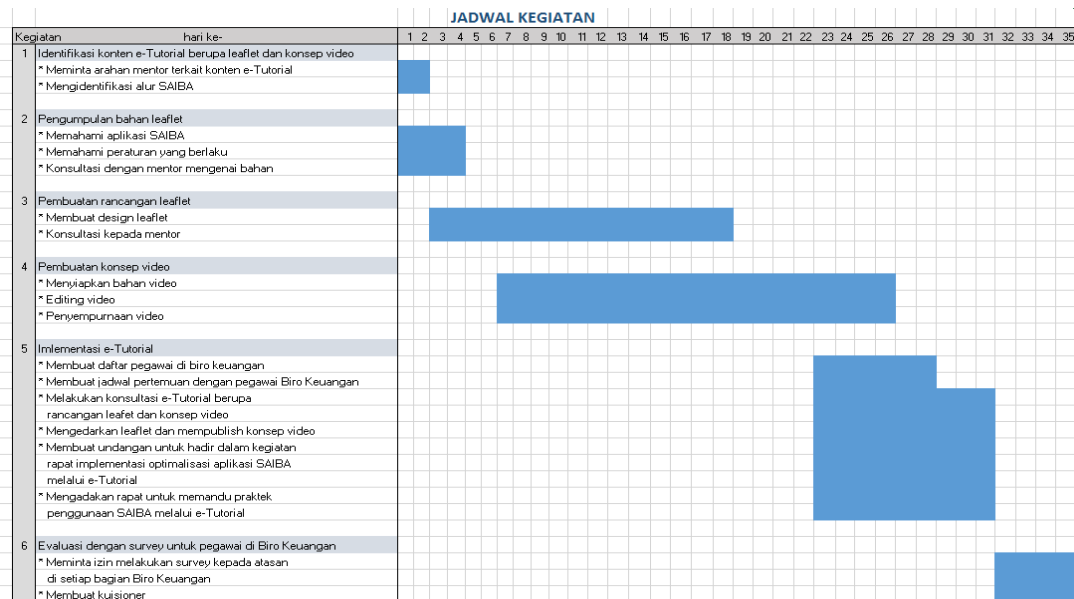 JADWAL KEGIATAN
Kegiatan hari ke- 1 2 3 4 5 6 7 8 9 10 11 12 13 14 15 16 17 18 19 20 21 22 23 24 25 26 27 28 29 30 31 32 33 34 35
1 Identifikasi konten e-Tutorial berupa leaflet dan konsep video
* Meminta arahan mentor terkait konten e-Tutorial
* Mengidentifikasi alur SAIBA
2 Pengumpulan bahan leaflet
* Memahami aplikasi SAIBA
* Memahami peraturan yang berlaku
* Konsultasi dengan mentor mengenai bahan
3 Pembuatan rancangan leaflet
* Membuat design leaflet
* Konsultasi kepada mentor
4 Pembuatan konsep video
* Menyiapkan bahan video
* Editing video
* Penyempurnaan video
5 Imlementasi e-Tutorial
* Membuat daftar pegawai di biro keuangan
* Membuat jadwal pertemuan dengan pegawai Biro Keuangan
* Melakukan konsultasi e-Tutorial berupa
rancangan leafet dan konsep video
* Mengedarkan leaflet dan mempublish konsep video
* Membuat undangan untuk hadir dalam kegiatan
rapat implementasi optimalisasi aplikasi SAIBA
melalui e-Tutorial
* Mengadakan rapat untuk memandu praktek
penggunaan SAIBA melalui e-Tutorial
6 Evaluasi dengan survey untuk pegawai di Biro Keuangan
* Meminta izin melakukan survey kepada atasan
di setiap bagian Biro Keuangan
* Membuat kuisioner